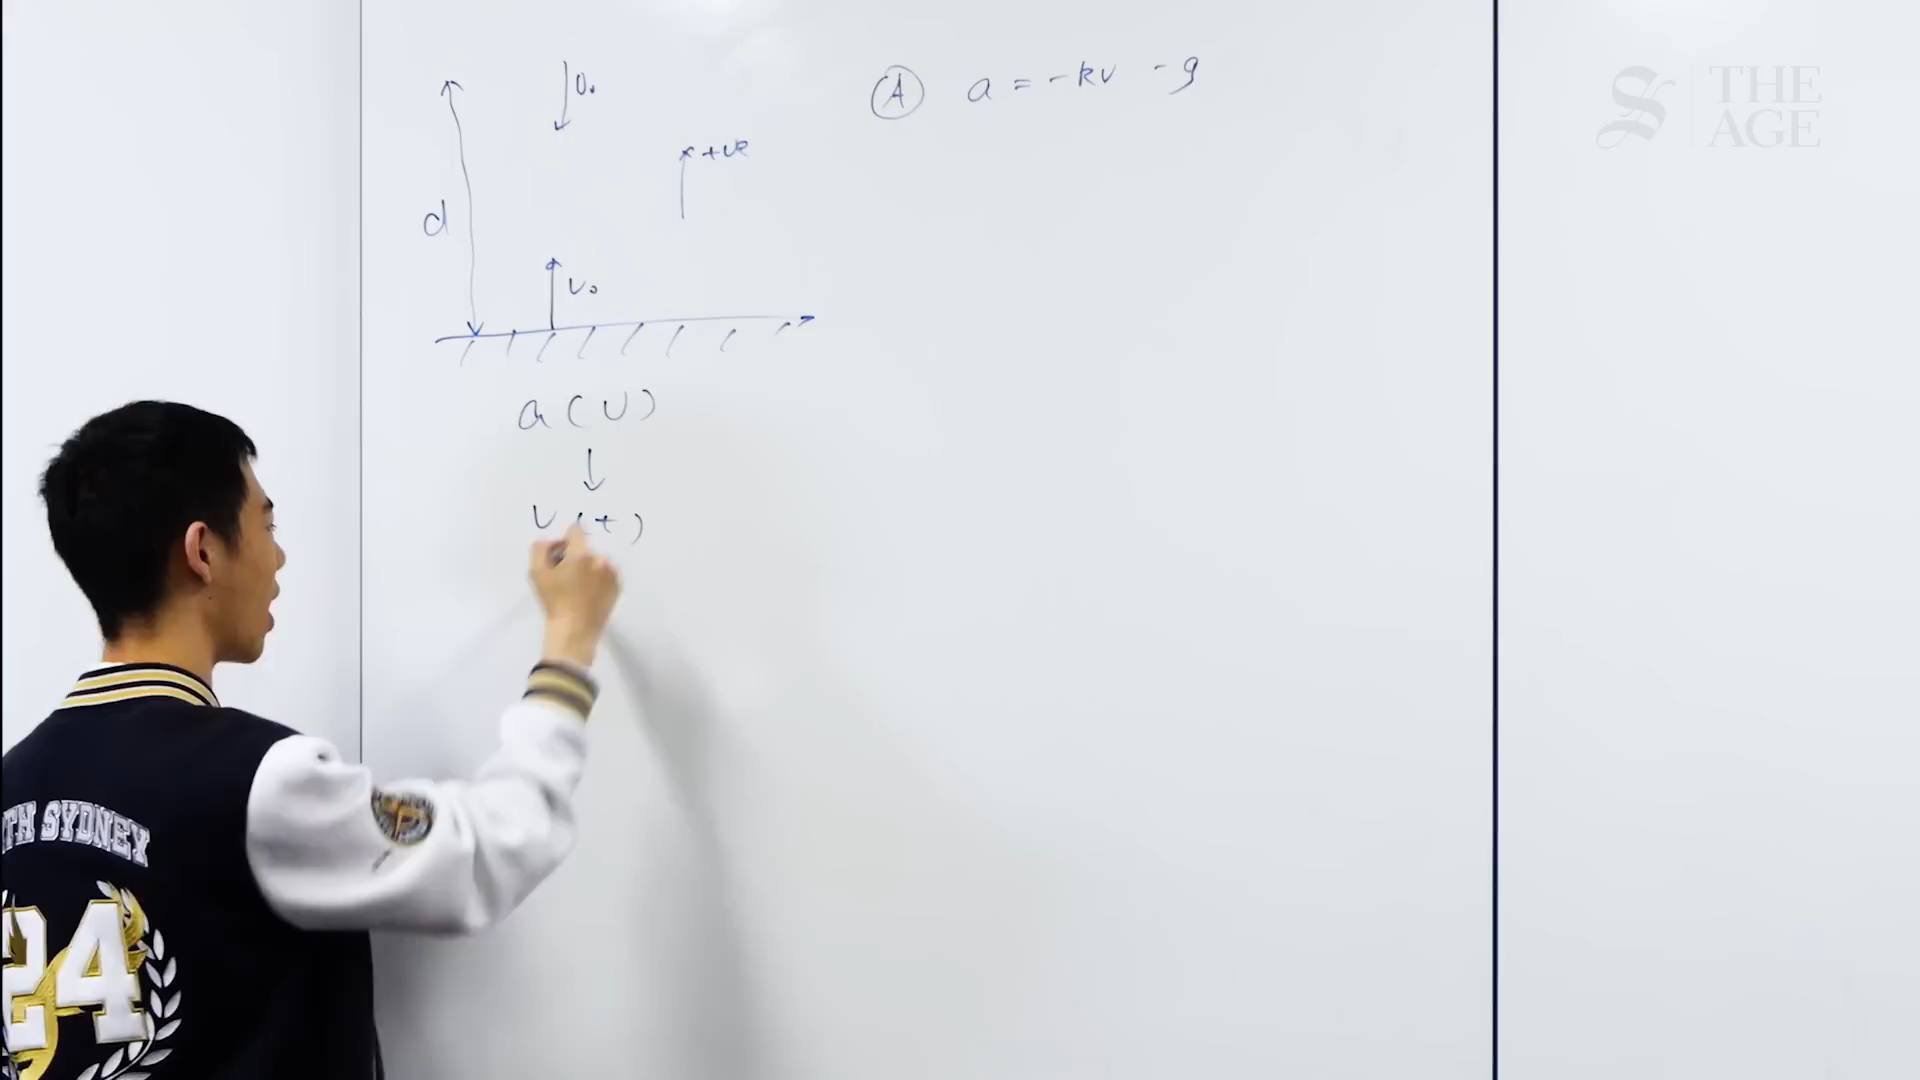 v₀
+ve
d
v₀
a(v)
↓
v(t)
Ⓐ a = -kv - g
S THE AGE
TH SYDNEY
24